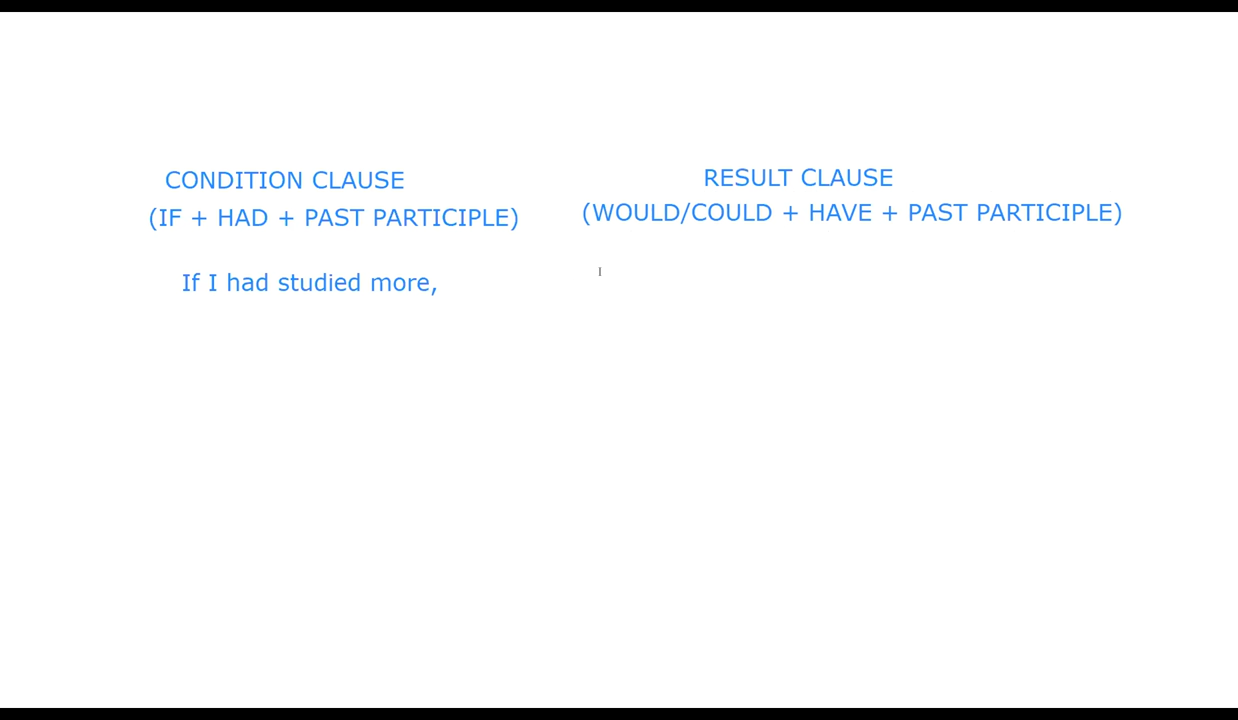 CONDITION CLAUSE
(IF + HAD + PAST PARTICIPLE)
If I had studied more,
RESULT CLAUSE
(WOULD/COULD + HAVE + PAST PARTICIPLE)